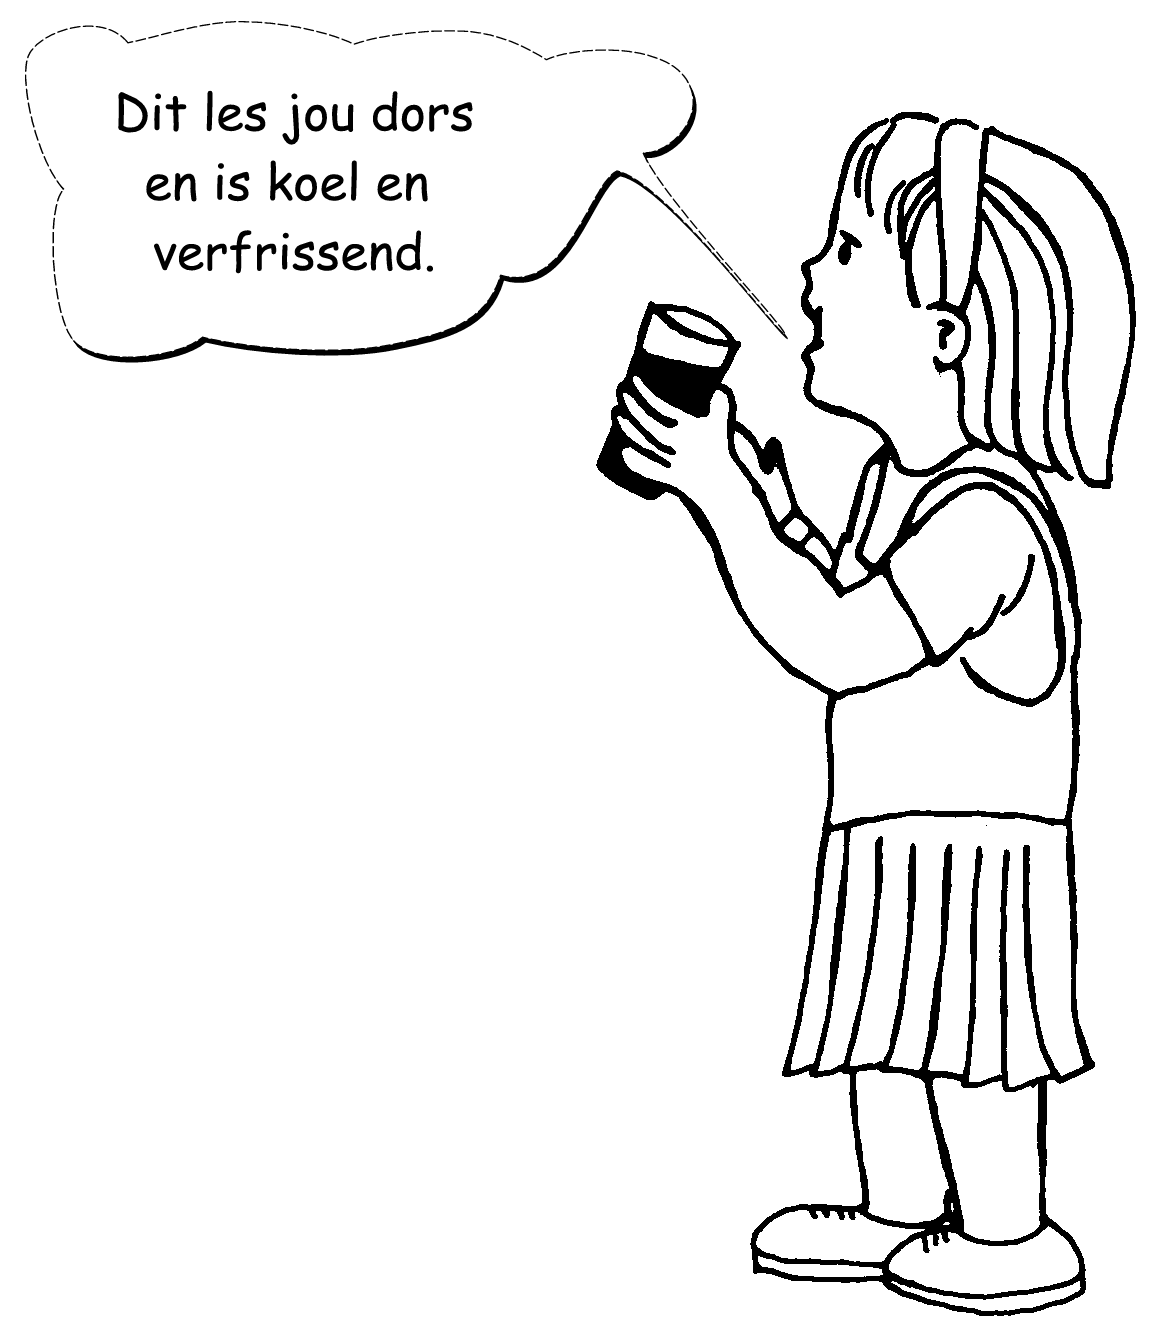 Dit les jou dors
en is koel en
verfrissend.